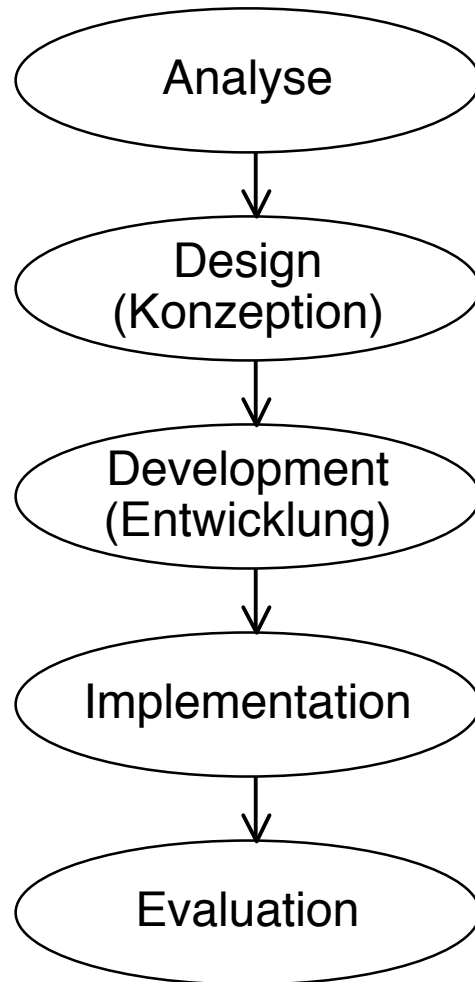 Analyse
Design
(Konzeption)
Development
(Entwicklung)
Implementation
Evaluation